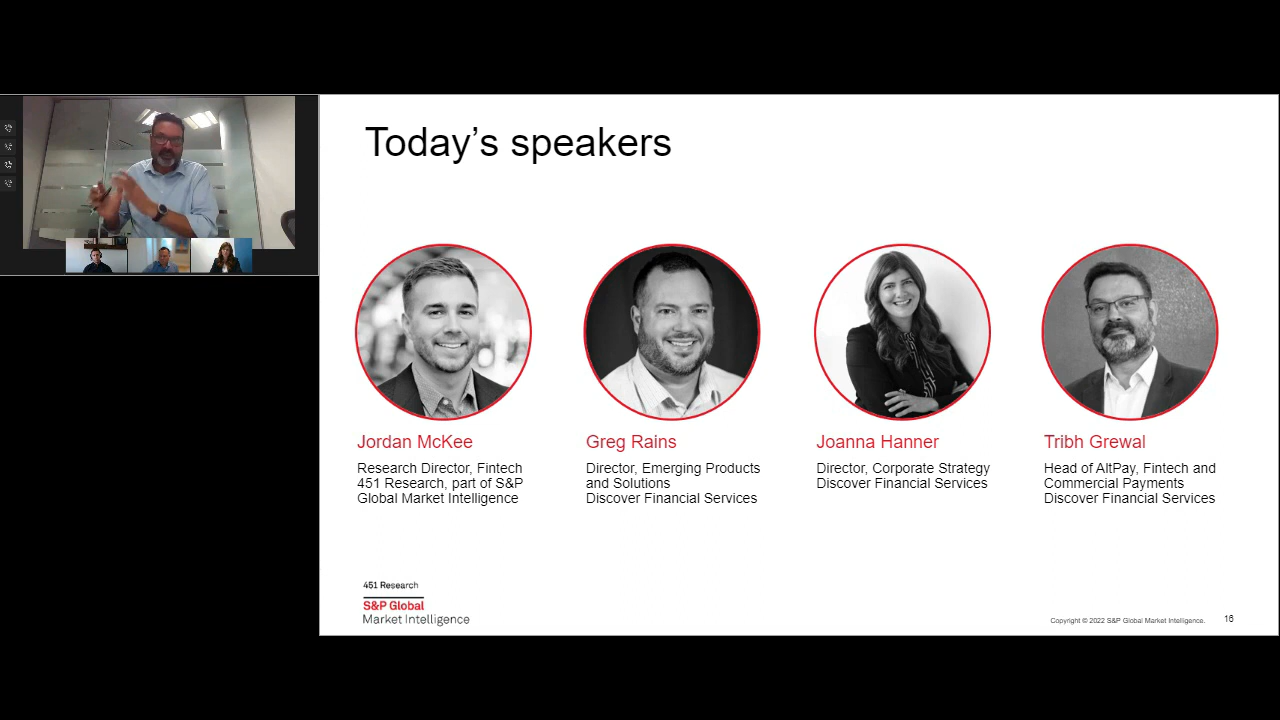 Today's speakers
Jordan McKee
Research Director, Fintech
451 Research, part of S&P
Global Market Intelligence
Greg Rains
Director, Emerging Products
and Solutions
Discover Financial Services
Joanna Hanner
Director, Corporate Strategy
Discover Financial Services
Tribh Grewal
Head of AltPay, Fintech and
Commercial Payments
Discover Financial Services
451 Research
S&P Global
Market Intelligence
Copyright © 2022 S&P Global Market Intelligence.
16